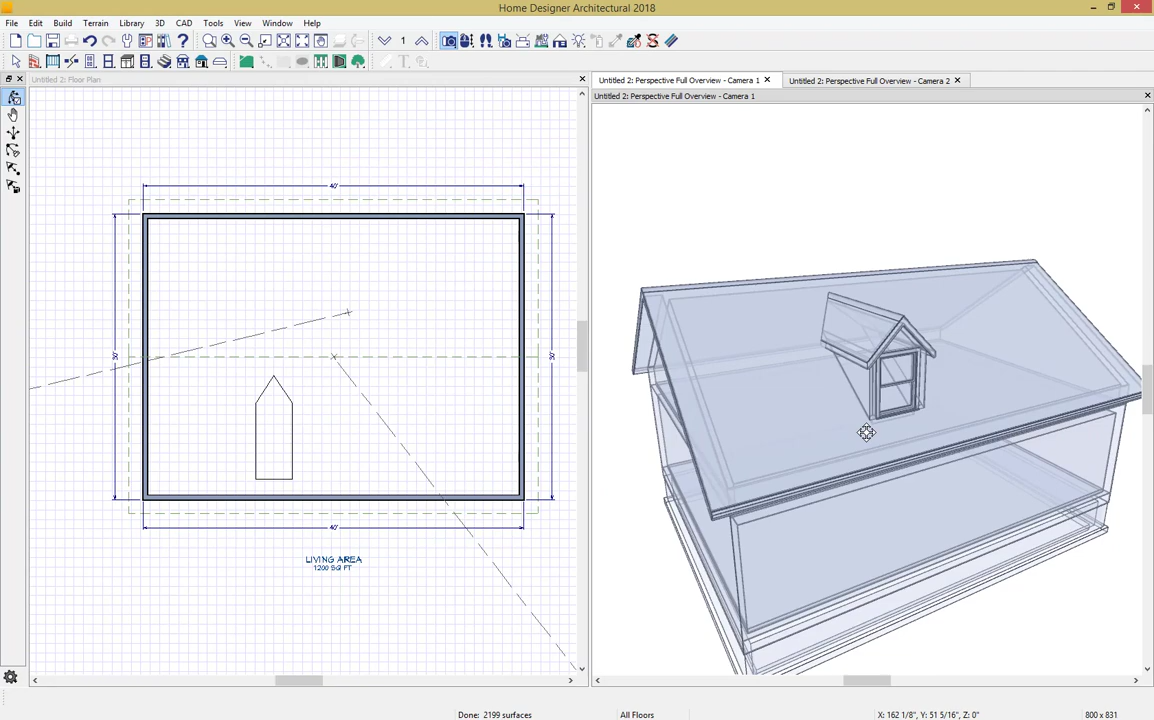 Home Designer Architectural 2018
File Edit Build Terrain Library 3D CAD Tools View Window Help
1
Untitled 2: Floor Plan
Untitled 2: Perspective Full Overview - Camera 1
Untitled 2: Perspective Full Overview - Camera 2
Untitled 2: Perspective Full Overview - Camera 1
40'
30'
30'
40'
LIVING AREA
1200 SQ FT
Done: 2199 surfaces
All Floors
X: 162 1/8", Y: 51 5/16", Z: 0"
800 x 831